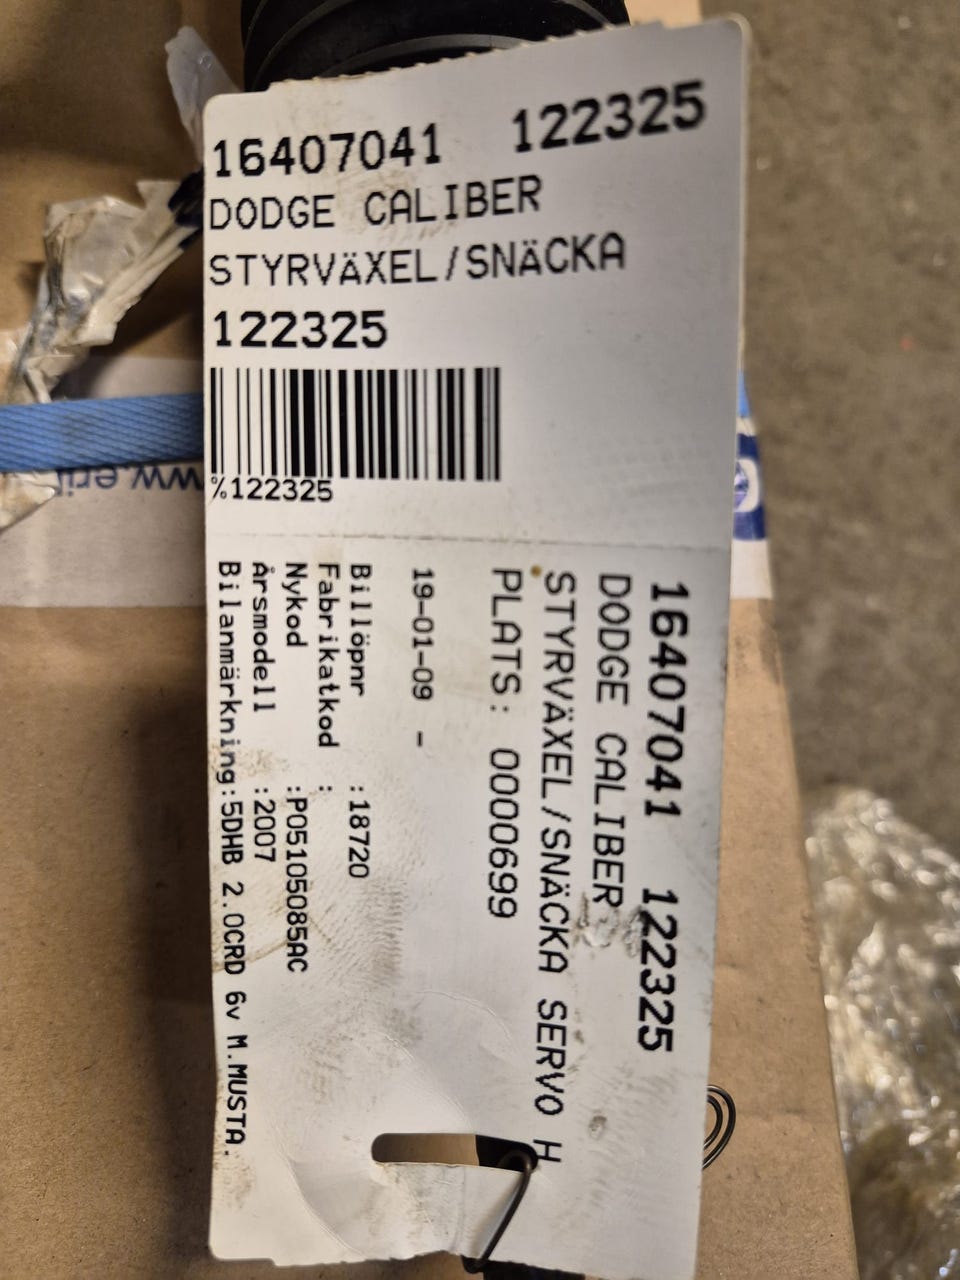 16407041 122325
DODGE CALIBER
STYRVÄXEL/SNÄCKA
122325
%122325
16407041 122325
DODGE CALIBER
STYRVÄXEL/SNÄCKA SERVO H
PLATS: 0000699
19-01-09 -
Billöpnr :18720
Fabrikatkod :
Nykod :P05105085AC
Årsmodell :2007
Bilanmärkning:5DHB 2.0CRD 6v M.MUSTA.